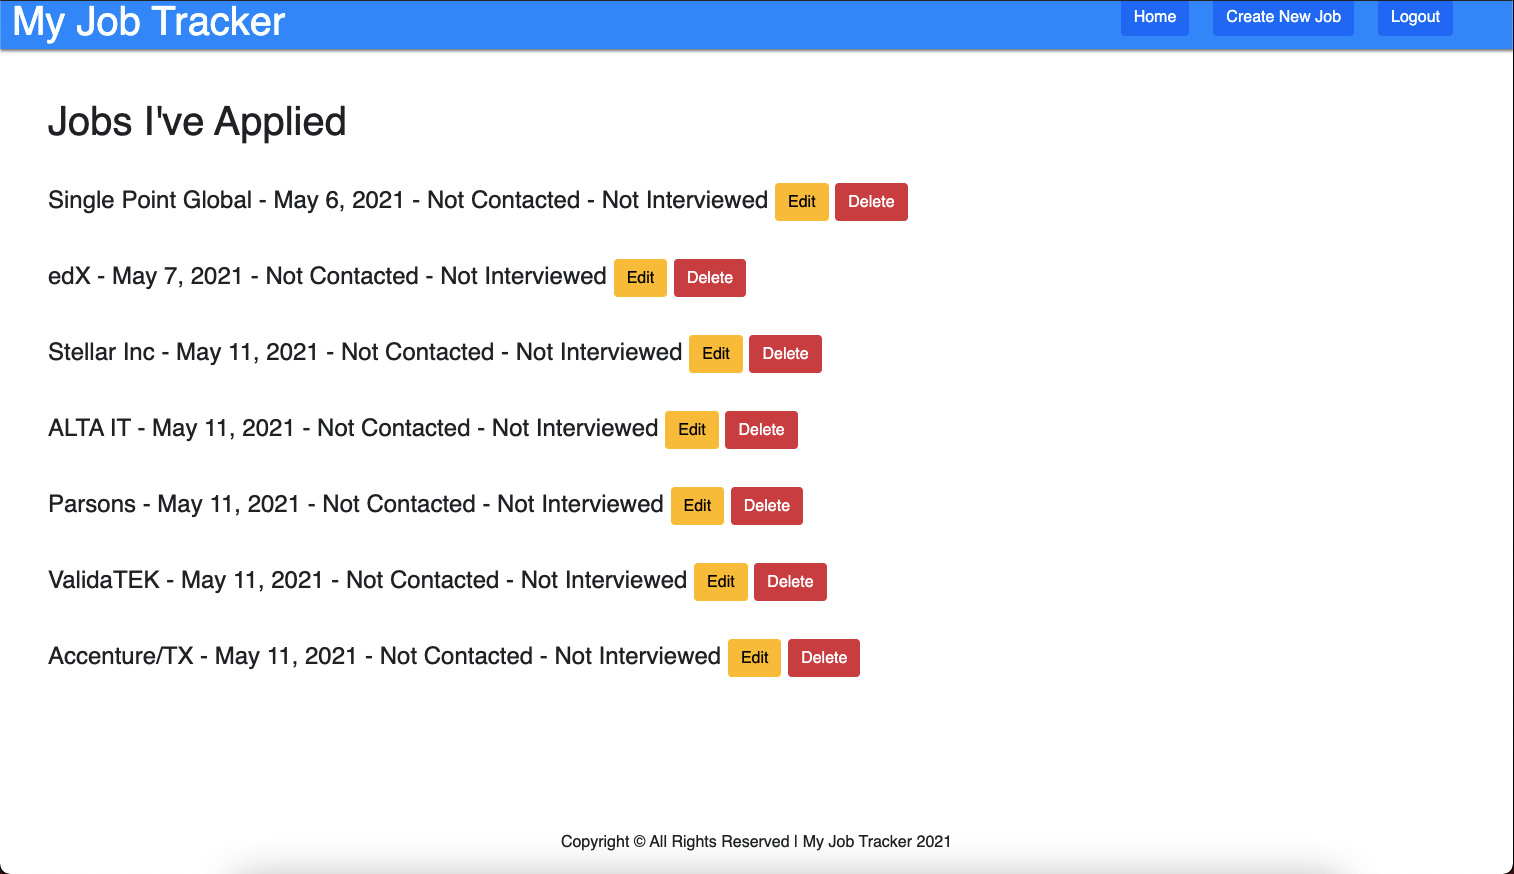 My Job Tracker Home Create New Job Logout
Jobs I've Applied
Single Point Global - May 6, 2021 - Not Contacted - Not Interviewed Edit Delete
edX - May 7, 2021 - Not Contacted - Not Interviewed Edit Delete
Stellar Inc - May 11, 2021 - Not Contacted - Not Interviewed Edit Delete
ALTA IT - May 11, 2021 - Not Contacted - Not Interviewed Edit Delete
Parsons - May 11, 2021 - Not Contacted - Not Interviewed Edit Delete
ValidaTEK - May 11, 2021 - Not Contacted - Not Interviewed Edit Delete
Accenture/TX - May 11, 2021 - Not Contacted - Not Interviewed Edit Delete
Copyright © All Rights Reserved | My Job Tracker 2021